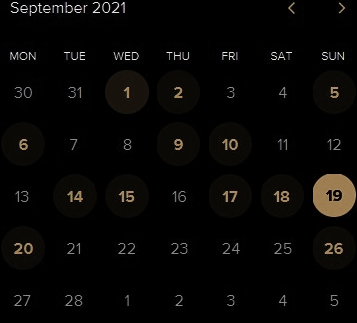 September 2021 < >
MON TUE WED THU FRI SAT SUN
30 31 1 2 3 4 5
6 7 8 9 10 11 12
13 14 15 16 17 18 19
20 21 22 23 24 25 26
27 28 1 2 3 4 5